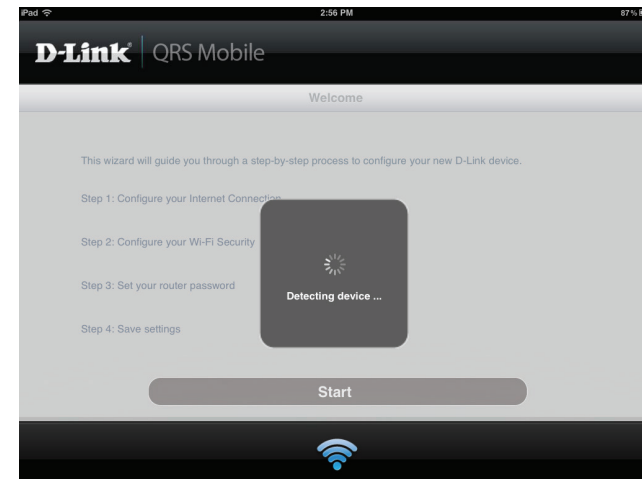 iPad 2:56 PM 87%
D-Link QRS Mobile
Welcome
This wizard will guide you through a step-by-step process to configure your new D-Link device.
Step 1: Configure your Internet Connection
Step 2: Configure your Wi-Fi Security
Detecting device ...
Step 3: Set your router password
Step 4: Save settings
Start